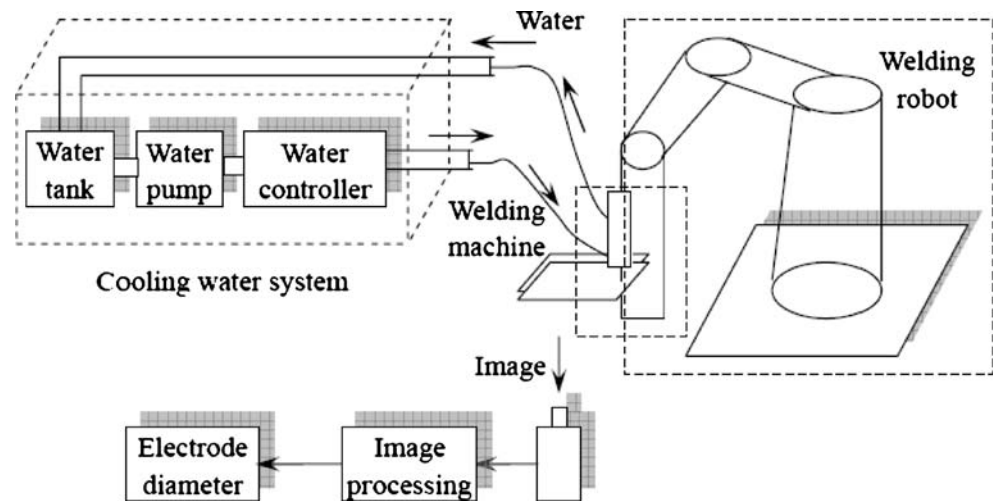 Water
Welding
robot
Water
tank
Water
pump
Water
controller
Welding
machine
Cooling water system
Image
Electrode
diameter
Image
processing